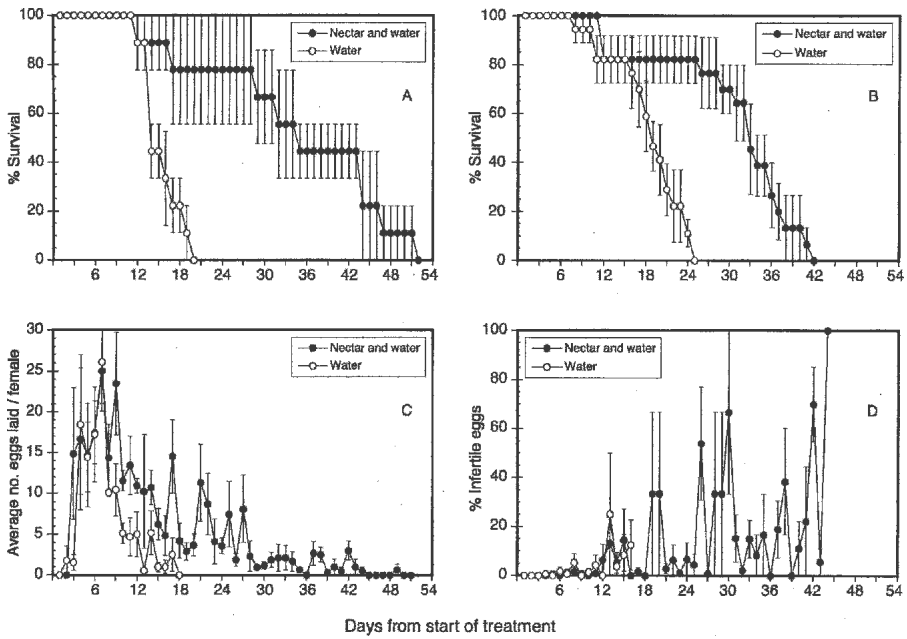 100
80
60
40
20
0
% Survival
Nectar and water
Water
A
6 12 18 24 30 36 42 48 54
100
80
60
40
20
0
% Survival
Nectar and water
Water
B
6 12 18 24 30 36 42 48 54
30
25
20
15
10
5
0
Average no. eggs laid / female
Nectar and water
Water
C
6 12 18 24 30 36 42 48 54
100
80
60
40
20
0
% Infertile eggs
Nectar and water
Water
D
6 12 18 24 30 36 42 48 54
Days from start of treatment